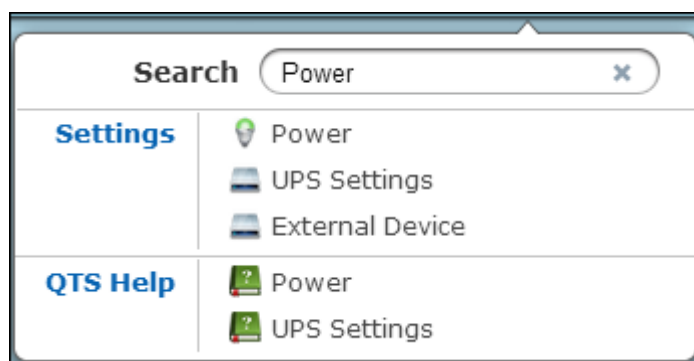 Search Power
Settings Power
UPS Settings
External Device
QTS Help Power
UPS Settings